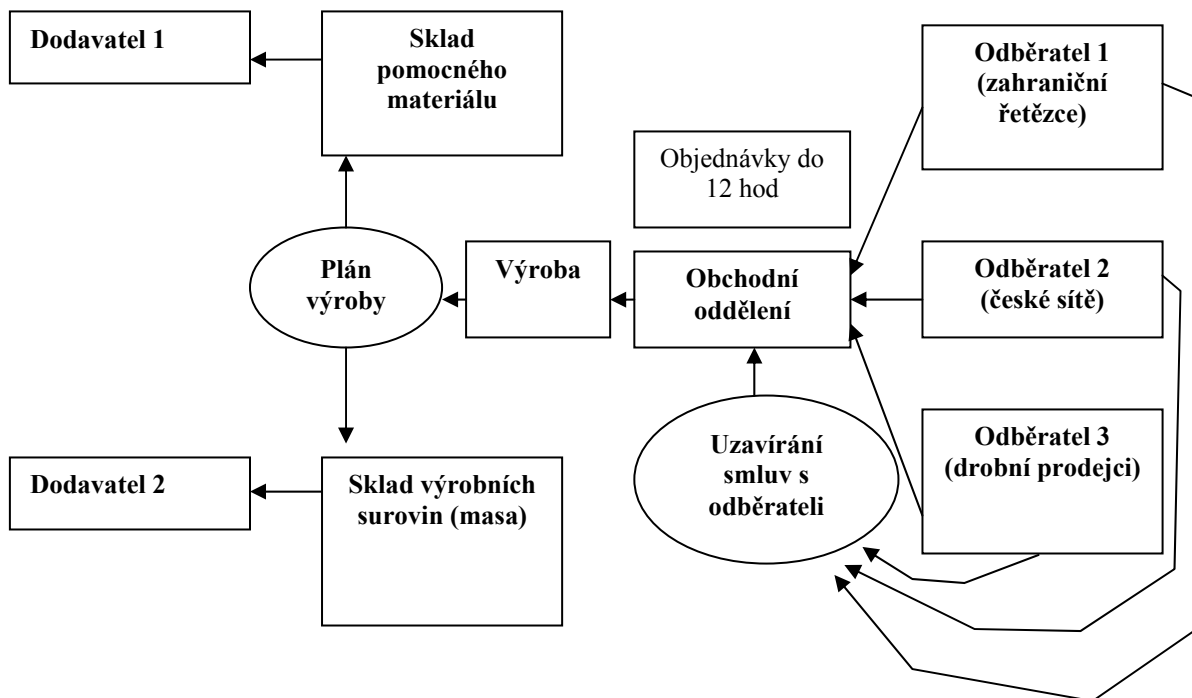 Dodavatel 1
Sklad
pomocného
materiálu
Odběratel 1
(zahraniční
řetězce)
Objednávky do
12 hod
Plán
výroby
Výroba
Obchodní
oddělení
Odběratel 2
(české sítě)
Dodavatel 2
Sklad výrobních
surovin (masa)
Uzavírání
smluv s
odběrateli
Odběratel 3
(drobní prodejci)